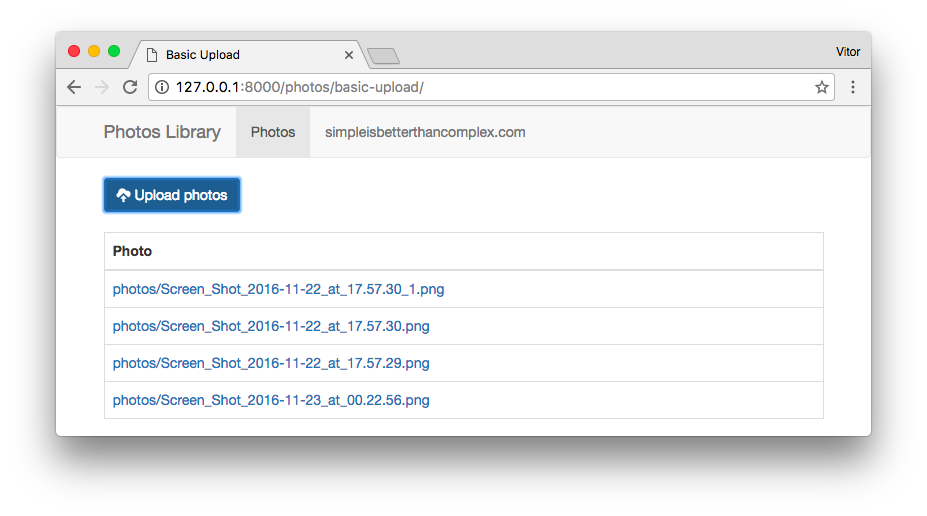 Basic Upload
Vitor
127.0.0.1:8000/photos/basic-upload/
Photos Library Photos simpleisbetterthancomplex.com
Upload photos
Photo
photos/Screen_Shot_2016-11-22_at_17.57.30_1.png
photos/Screen_Shot_2016-11-22_at_17.57.30.png
photos/Screen_Shot_2016-11-22_at_17.57.29.png
photos/Screen_Shot_2016-11-23_at_00.22.56.png